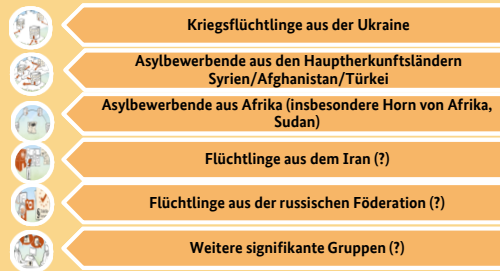 Kriegsflüchtlinge aus der Ukraine
Asylbewerbende aus den Hauptherkunftsländern
Syrien/Afghanistan/Türkei
Asylbewerbende aus Afrika (insbesondere Horn von Afrika,
Sudan)
Flüchtlinge aus dem Iran (?)
Flüchtlinge aus der russischen Föderation (?)
Weitere signifikante Gruppen (?)